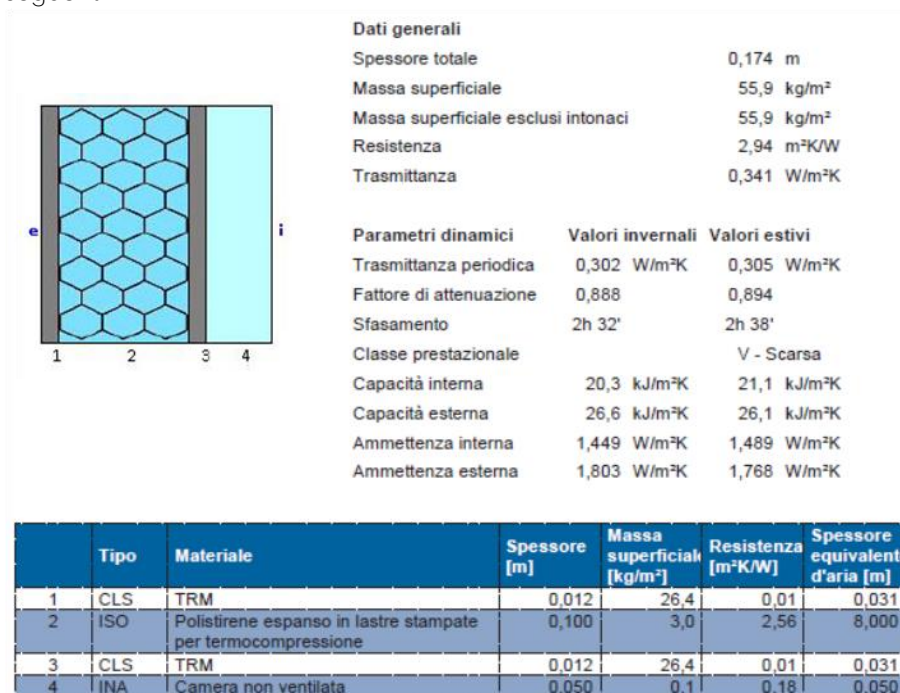 Dati generali
Spessore totale 0,174 m
Massa superficiale 55,9 kg/m²
Massa superficiale esclusi intonaci 55,9 kg/m²
Resistenza 2,94 m²K/W
Trasmittanza 0,341 W/m²K
e i
1 2 3 4
Parametri dinamici Valori invernali Valori estivi
Trasmittanza periodica 0,302 W/m²K 0,305 W/m²K
Fattore di attenuazione 0,888 0,894
Sfasamento 2h 32' 2h 38'
Classe prestazionale V - Scarsa
Capacità interna 20,3 kJ/m²K 21,1 kJ/m²K
Capacità esterna 26,6 kJ/m²K 26,1 kJ/m²K
Ammettenza interna 1,449 W/m²K 1,489 W/m²K
Ammettenza esterna 1,803 W/m²K 1,768 W/m²K
Tipo Materiale Spessore [m] Massa superficiale [kg/m²] Resistenza [m²K/W] Spessore equivalent d'aria [m]
1 CLS TRM 0,012 26,4 0,01 0,031
2 ISO Polistirene espanso in lastre stampate 0,100 3,0 2,56 8,000
per termocompressione
3 CLS TRM 0,012 26,4 0,01 0,031
4 INA Camera non ventilata 0,050 0,1 0,18 0,050